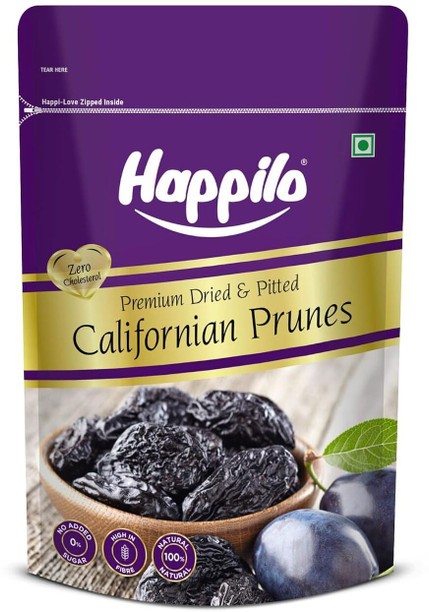 TEAR HERE
Happi-Love Zipped Inside
Happilo®
Zero
Cholesterol
Premium Dried & Pitted
Californian Prunes
NO ADDED
0%
SUGAR
HIGH IN
FIBRE
NATURAL
100%
NATURAL